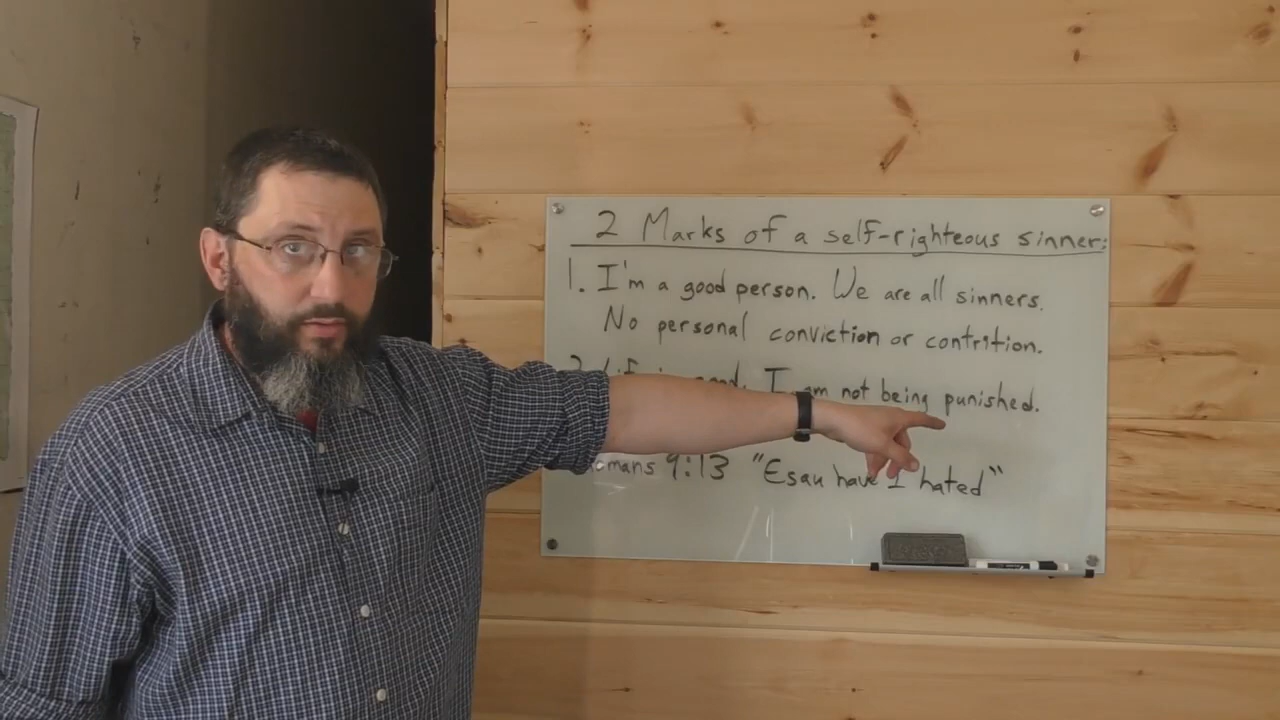 2 Marks of a self-righteous sinner:
1. I'm a good person. We are all sinners.
No personal conviction or contrition.
I am not being punished.
9:13 "Esau have I hated"